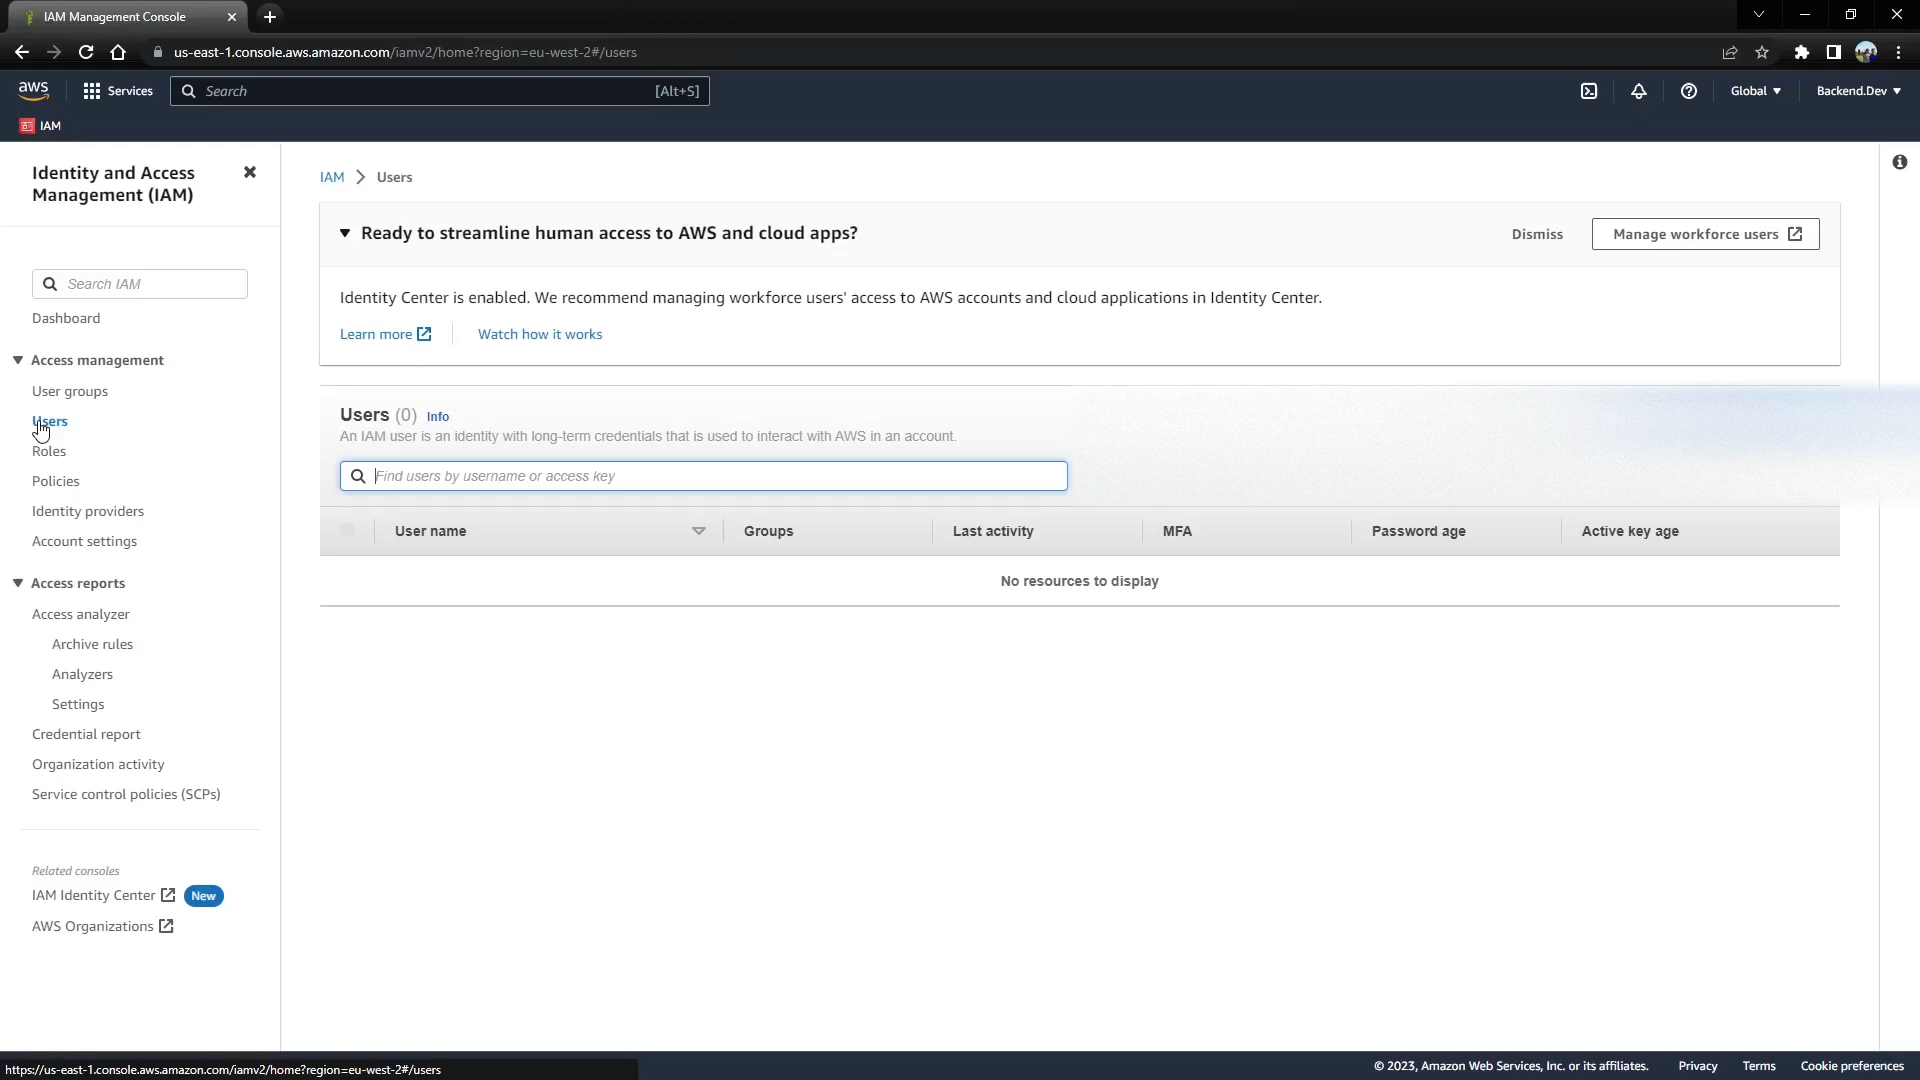 IAM Management Console
us-east-1.console.aws.amazon.com/iamv2/home?region=eu-west-2#/users
aws
Services
Search
[Alt+S]
Global
Backend.Dev
IAM
Identity and Access
Management (IAM)
Search IAM
Dashboard
Access management
User groups
Users
Roles
Policies
Identity providers
Account settings
Access reports
Access analyzer
Archive rules
Analyzers
Settings
Credential report
Organization activity
Service control policies (SCPs)
Related consoles
IAM Identity Center New
AWS Organizations
IAM > Users
Ready to streamline human access to AWS and cloud apps?
Dismiss
Manage workforce users
Identity Center is enabled. We recommend managing workforce users' access to AWS accounts and cloud applications in Identity Center.
Learn more
Watch how it works
Users (0) Info
An IAM user is an identity with long-term credentials that is used to interact with AWS in an account.
Find users by username or access key
User name
Groups
Last activity
MFA
Password age
Active key age
No resources to display
https://us-east-1.console.aws.amazon.com/iamv2/home?region=eu-west-2#/users
© 2023, Amazon Web Services, Inc. or its affiliates.
Privacy
Terms
Cookie preferences